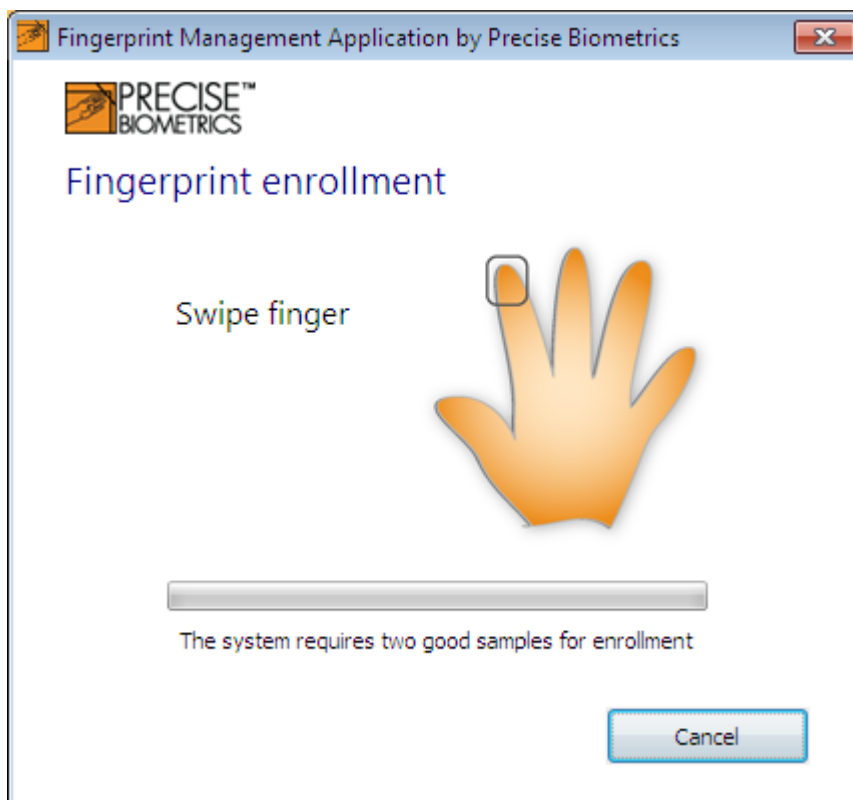 Fingerprint Management Application by Precise Biometrics
PRECISE™
BIOMETRICS
Fingerprint enrollment
Swipe finger
The system requires two good samples for enrollment
Cancel